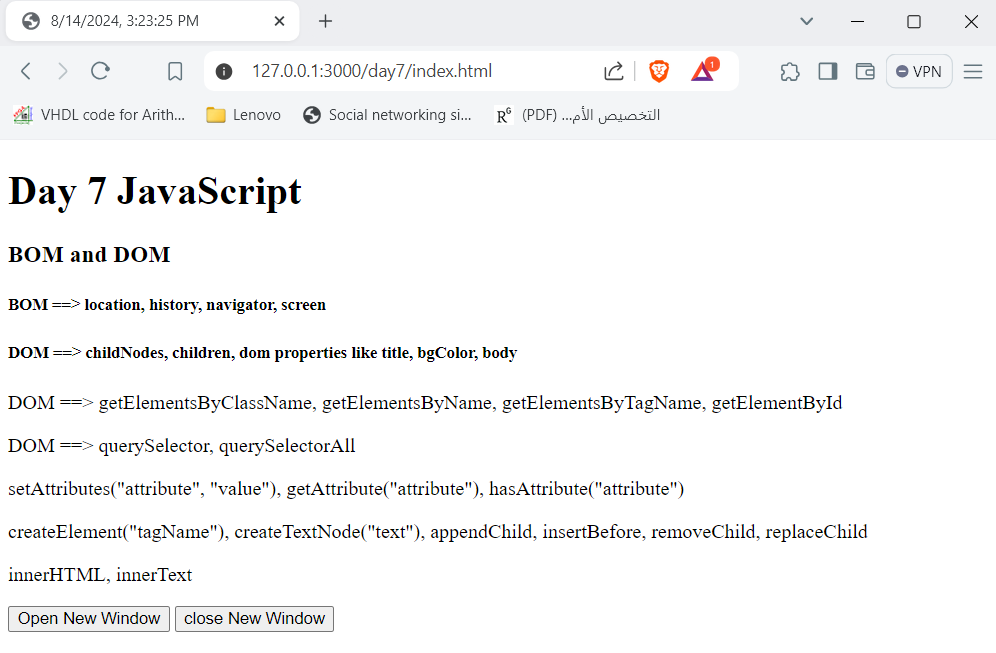 8/14/2024, 3:23:25 PM
127.0.0.1:3000/day7/index.html
1
VPN
VHDL code for Arith...
Lenovo
Social networking si...
RG
(PDF) ...التخصيص الأم
Day 7 JavaScript
BOM and DOM
BOM ==> location, history, navigator, screen
DOM ==> childNodes, children, dom properties like title, bgColor, body
DOM ==> getElementsByClassName, getElementsByName, getElementsByTagName, getElementById
DOM ==> querySelector, querySelectorAll
setAttributes("attribute", "value"), getAttribute("attribute"), hasAttribute("attribute")
createElement("tagName"), createTextNode("text"), appendChild, insertBefore, removeChild, replaceChild
innerHTML, innerText
Open New Window
close New Window